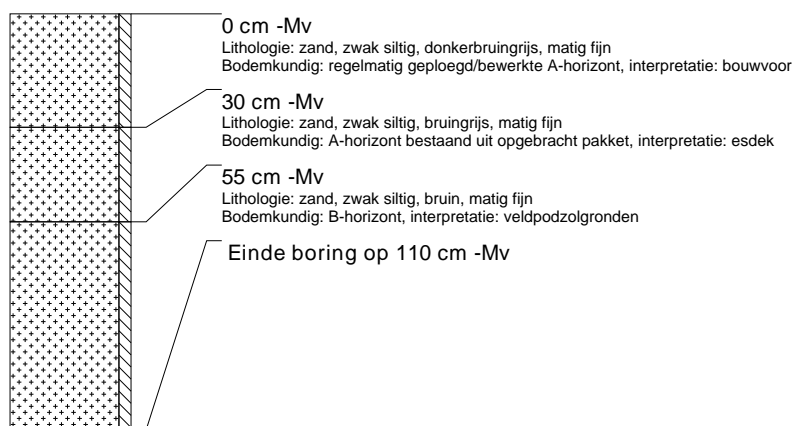 0 cm -Mv
Lithologie: zand, zwak siltig, donkerbruingrijs, matig fijn
Bodemkundig: regelmatig geploegd/bewerkte A-horizont, interpretatie: bouwvoor
30 cm -Mv
Lithologie: zand, zwak siltig, bruingrijs, matig fijn
Bodemkundig: A-horizont bestaand uit opgebracht pakket, interpretatie: esdek
55 cm -Mv
Lithologie: zand, zwak siltig, bruin, matig fijn
Bodemkundig: B-horizont, interpretatie: veldpodzolgronden
Einde boring op 110 cm -Mv